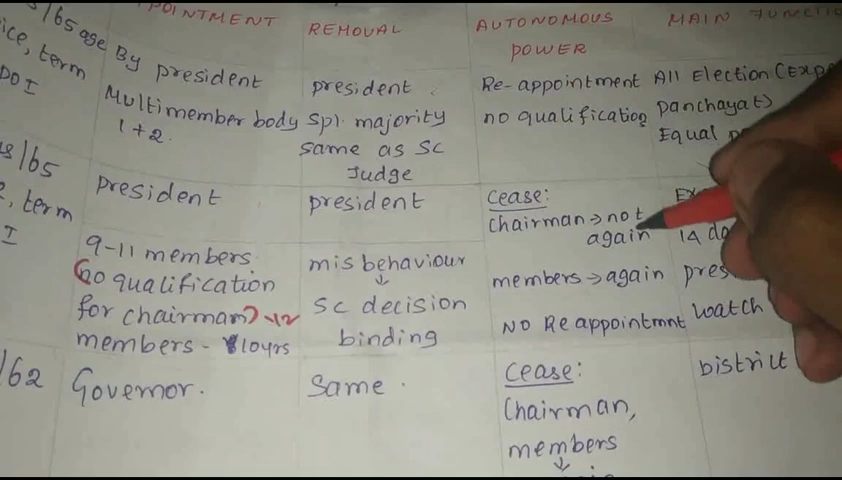 s/65 age
ice, term
DOI
POINTMENT
REMOVAL
AUTONOMOUS
POWER
MAIN FUNCTIO
By president
Multimember body
1+2.
president
Spl. majority
same as SC
Judge
Re-appointment
no qualification
All Election (Exp
panchayat)
Equal
/65
, term
I
president
9-11 members
(no qualification
for chairman)
members - 10yrs
president
misbehaviour
↓
SC decision
binding
Cease:
chairman → not
again
members → again
NO Reappointmnt
14 da
pres
watch
/62
Governor.
Same.
Cease:
Chairman,
members
↓
district